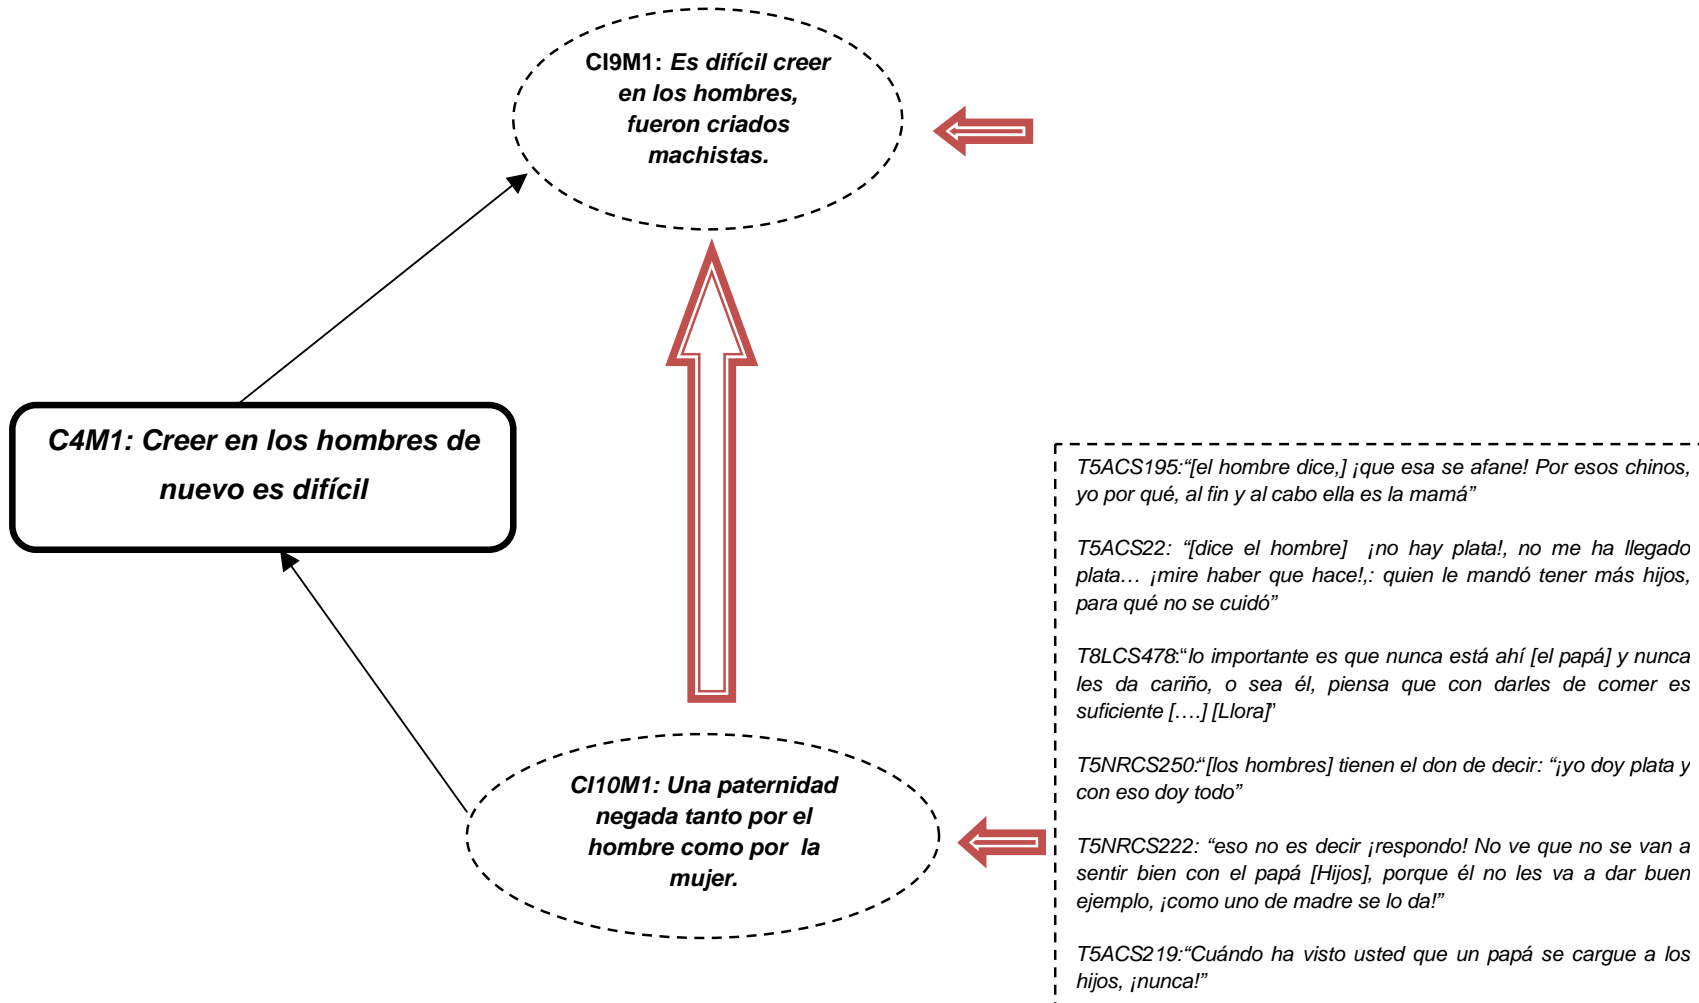 CI9M1: Es difícil creer
en los hombres,
fueron criados
machistas.
C4M1: Creer en los hombres de
nuevo es difícil
CI10M1: Una paternidad
negada tanto por el
hombre como por la
mujer.
T5ACS195:“[el hombre dice,] ¡que esa se afane! Por esos chinos,
yo por qué, al fin y al cabo ella es la mamá”
T5ACS22: “[dice el hombre] ¡no hay plata!, no me ha llegado
plata… ¡mire haber que hace!,: quien le mandó tener más hijos,
para qué no se cuidó”
T8LCS478:“lo importante es que nunca está ahí [el papá] y nunca
les da cariño, o sea él, piensa que con darles de comer es
suficiente [….] [Llora]”
T5NRCS250:“[los hombres] tienen el don de decir: “¡yo doy plata y
con eso doy todo”
T5NRCS222: “eso no es decir ¡respondo! No ve que no se van a
sentir bien con el papá [Hijos], porque él no les va a dar buen
ejemplo, ¡como uno de madre se lo da!”
T5ACS219:“Cuándo ha visto usted que un papá se cargue a los
hijos, ¡nunca!”